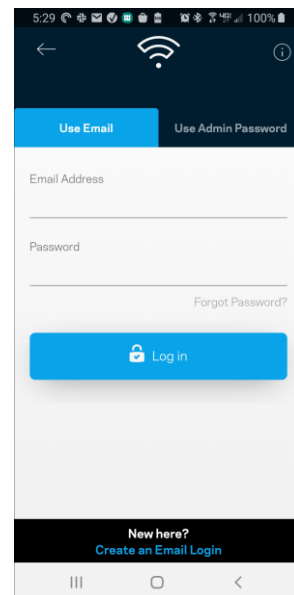 5:29 100%
Use Email Use Admin Password
Email Address
Password
Forgot Password?
Log in
New here?
Create an Email Login